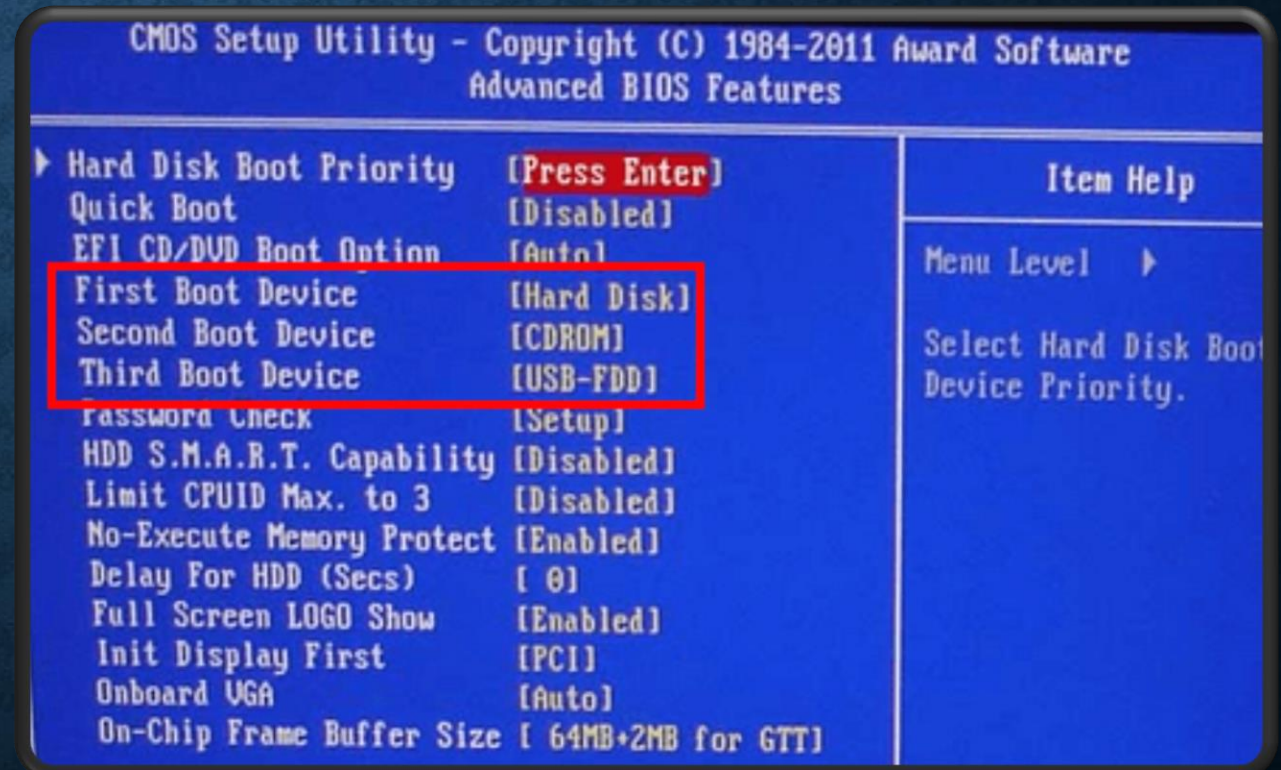 CMOS Setup Utility - Copyright (C) 1984-2011 Award Software
Advanced BIOS Features
Hard Disk Boot Priority [Press Enter]
Quick Boot [Disabled]
EFI CD/DVD Boot Option [Auto]
First Boot Device [Hard Disk]
Second Boot Device [CDROM]
Third Boot Device [USB-FDD]
Password Check [Setup]
HDD S.M.A.R.T. Capability [Disabled]
Limit CPUID Max. to 3 [Disabled]
No-Execute Memory Protect [Enabled]
Delay For HDD (Secs) [ 0]
Full Screen LOGO Show [Enabled]
Init Display First [PCI]
Onboard VGA [Auto]
On-Chip Frame Buffer Size [ 64MB+2MB for GTT]
Item Help
Menu Level
Select Hard Disk Boot
Device Priority.